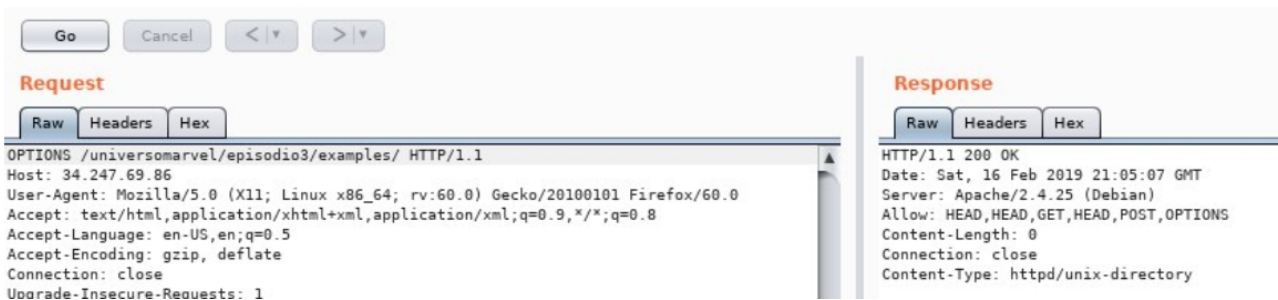 Go Cancel < >
Request
Raw Headers Hex
OPTIONS /universomarvel/episodio3/examples/ HTTP/1.1
Host: 34.247.69.86
User-Agent: Mozilla/5.0 (X11; Linux x86_64; rv:60.0) Gecko/20100101 Firefox/60.0
Accept: text/html,application/xhtml+xml,application/xml;q=0.9,*/*;q=0.8
Accept-Language: en-US,en;q=0.5
Accept-Encoding: gzip, deflate
Connection: close
Upgrade-Insecure-Requests: 1
Response
Raw Headers Hex
HTTP/1.1 200 OK
Date: Sat, 16 Feb 2019 21:05:07 GMT
Server: Apache/2.4.25 (Debian)
Allow: HEAD,HEAD,GET,HEAD,POST,OPTIONS
Content-Length: 0
Connection: close
Content-Type: httpd/unix-directory